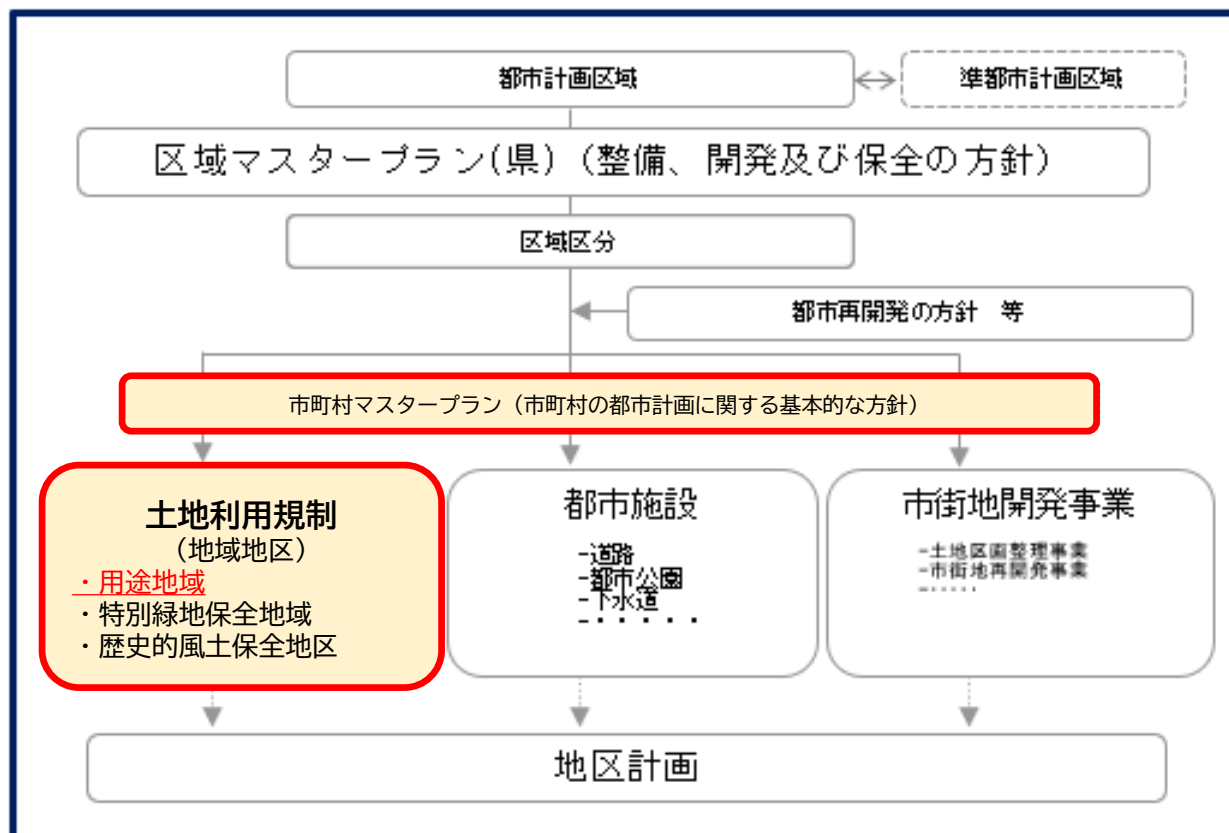 都市計画区域
準都市計画区域
区域マスタープラン(県)（整備、開発及び保全の方針）
区域区分
都市再開発の方針　等
市町村マスタープラン（市町村の都市計画に関する基本的な方針）
土地利用規制
（地域地区）
・用途地域
・特別緑地保全地域
・歴史的風土保全地区
都市施設
-道路
-都市公園
-下水道
-・・・・・
市街地開発事業
-土地区画整理事業
-市街地再開発事業
-・・・・・
地区計画